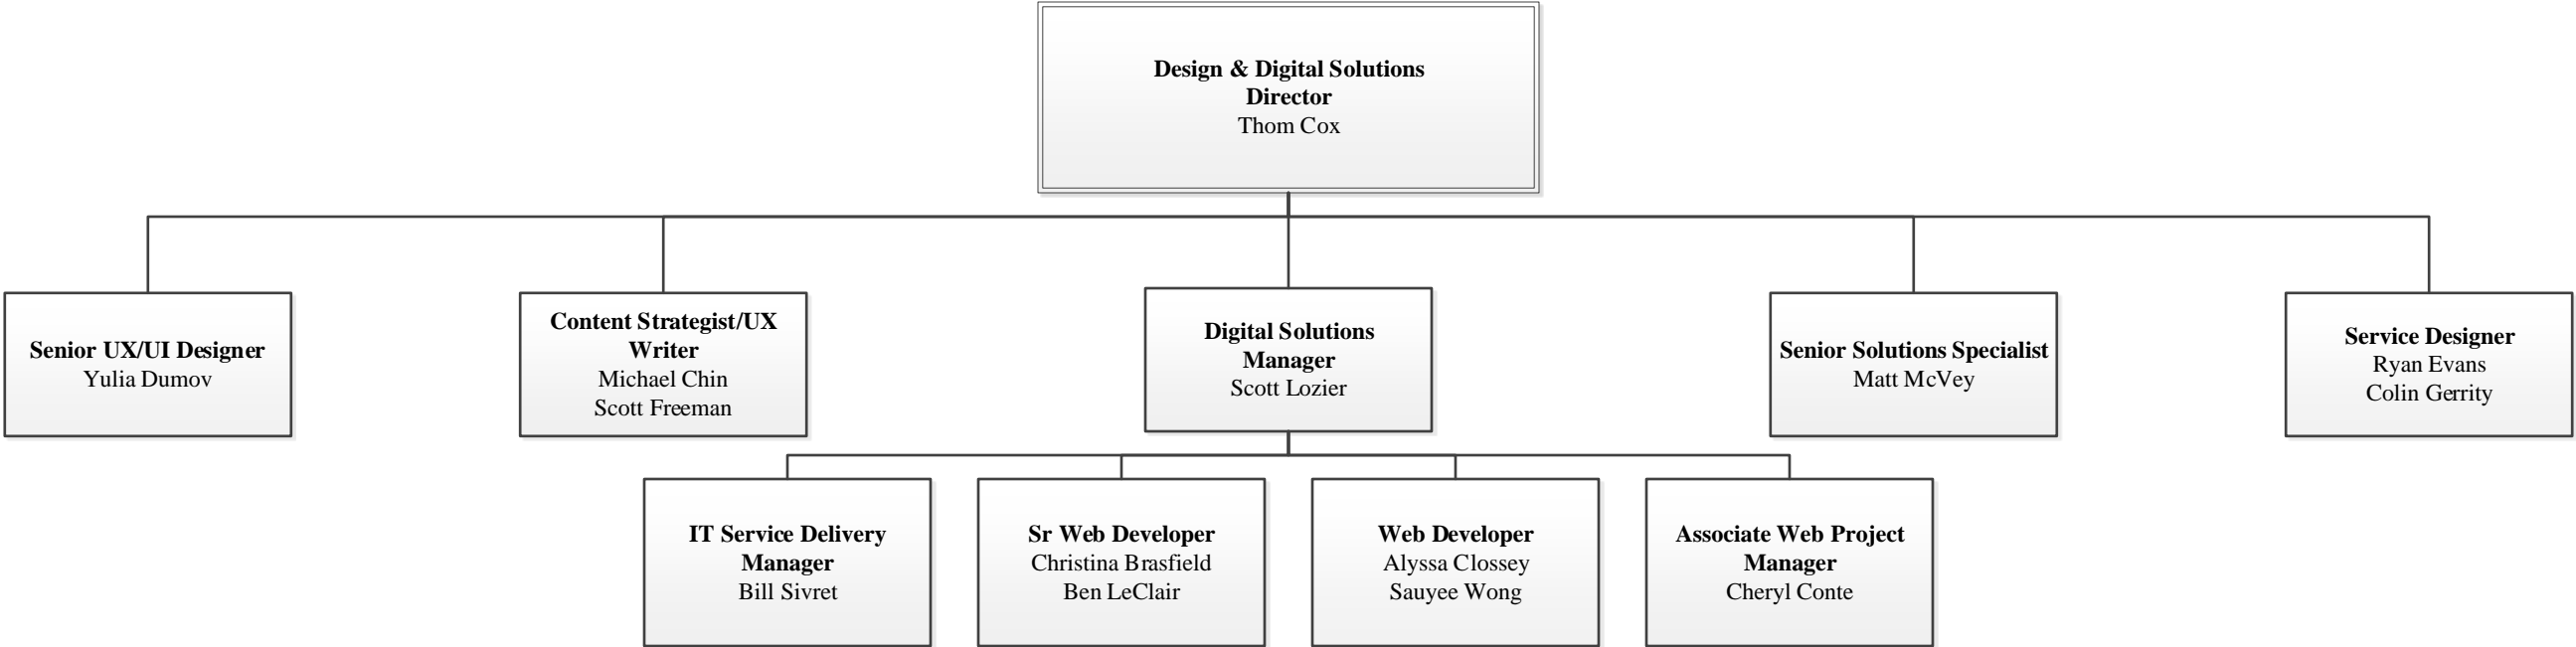 Design & Digital Solutions
Director
Thom Cox
Senior UX/UI Designer
Yulia Dumov
Content Strategist/UX
Writer
Michael Chin
Scott Freeman
Digital Solutions
Manager
Scott Lozier
Senior Solutions Specialist
Matt McVey
Service Designer
Ryan Evans
Colin Gerrity
IT Service Delivery
Manager
Bill Sivret
Sr Web Developer
Christina Brasfield
Ben LeClair
Web Developer
Alyssa Clossey
Sauyee Wong
Associate Web Project
Manager
Cheryl Conte